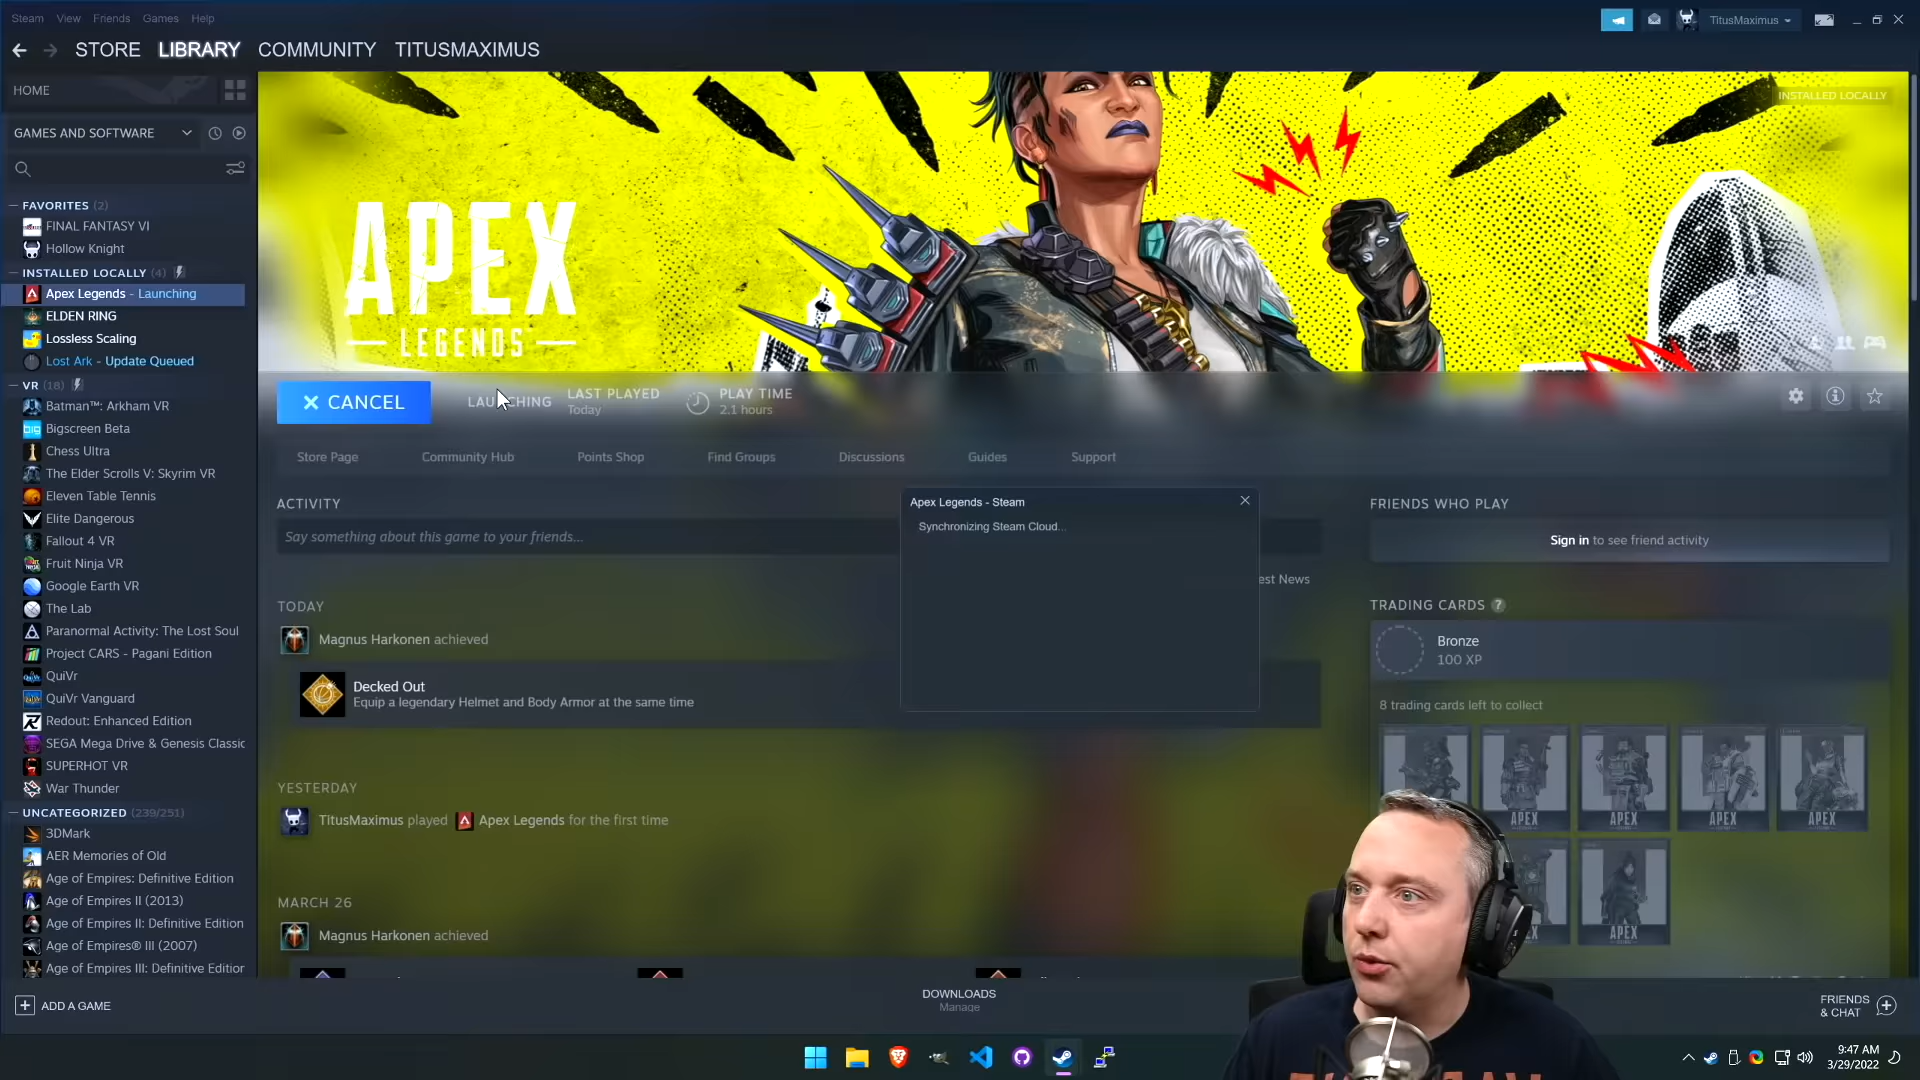 Steam View Friends Games Help
TitusMaximus
STORE LIBRARY COMMUNITY TITUSMAXIMUS
HOME
INSTALLED LOCALLY
GAMES AND SOFTWARE
FAVORITES (2)
FINAL FANTASY VI
Hollow Knight
INSTALLED LOCALLY (4)
Apex Legends - Launching
ELDEN RING
Lossless Scaling
Lost Ark - Update Queued
VR (18)
Batman™: Arkham VR
Bigscreen Beta
Chess Ultra
The Elder Scrolls V: Skyrim VR
Eleven Table Tennis
Elite Dangerous
Fallout 4 VR
Fruit Ninja VR
Google Earth VR
The Lab
Paranormal Activity: The Lost Soul
Project CARS - Pagani Edition
QuiVr
QuiVr Vanguard
Redout: Enhanced Edition
SEGA Mega Drive & Genesis Classic
SUPERHOT VR
War Thunder
UNCATEGORIZED (239/251)
3DMark
AER Memories of Old
Age of Empires: Definitive Edition
Age of Empires II (2013)
Age of Empires II: Definitive Edition
Age of Empires® III (2007)
Age of Empires III: Definitive Edition
ADD A GAME
APEX
LEGENDS
CANCEL
LAUNCHING
LAST PLAYED
Today
PLAY TIME
2.1 hours
Store Page Community Hub Points Shop Find Groups Discussions Guides Support
ACTIVITY
Say something about this game to your friends...
Apex Legends - Steam
Synchronizing Steam Cloud...
est News
TODAY
Magnus Harkonen achieved
Decked Out
Equip a legendary Helmet and Body Armor at the same time
YESTERDAY
TitusMaximus played Apex Legends for the first time
MARCH 26
Magnus Harkonen achieved
FRIENDS WHO PLAY
Sign in to see friend activity
TRADING CARDS ?
Bronze
100 XP
8 trading cards left to collect
APEX APEX APEX APEX APEX
APEX
DOWNLOADS
Manage
FRIENDS
& CHAT
9:47 AM
3/29/2022